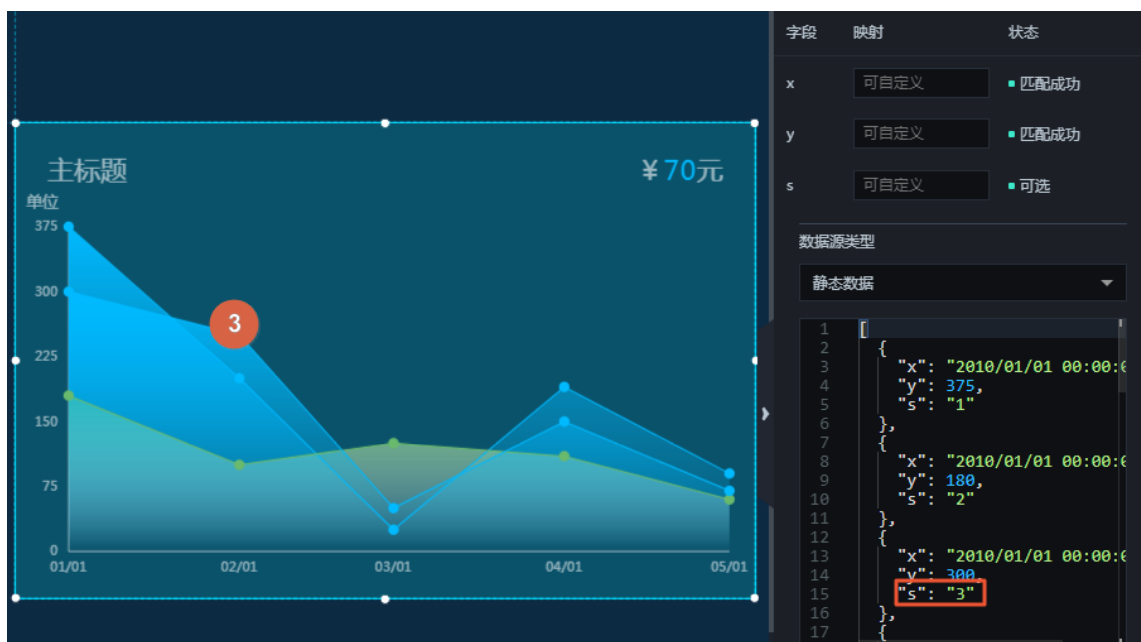 主标题
¥70元
单位
375
300
3
225
150
75
0
01/01
02/01
03/01
04/01
05/01
字段 映射 状态
x 可自定义 匹配成功
y 可自定义 匹配成功
s 可自定义 可选
数据源类型
静态数据
1 [
2 {
3 "x": "2010/01/01 00:00:0
4 "y": 375,
5 "s": "1"
6 },
7 {
8 "x": "2010/01/01 00:00:0
9 "y": 180,
10 "s": "2"
11 },
12 {
13 "x": "2010/01/01 00:00:0
14 "y": 300,
15 "s": "3"
16 },
17 {